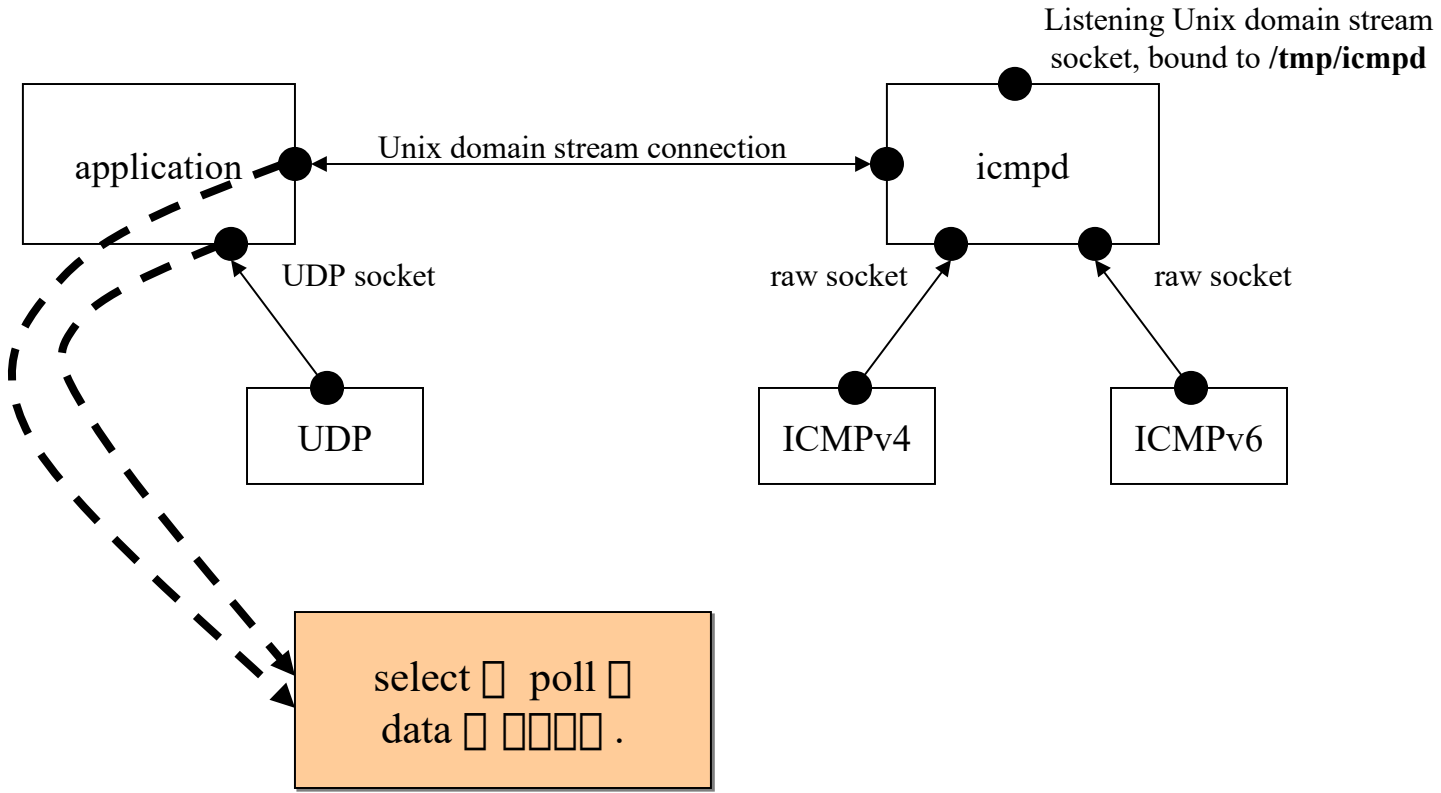 Listening Unix domain stream
socket, bound to /tmp/icmpd
Unix domain stream connection
application
icmpd
UDP socket
raw socket
raw socket
UDP
ICMPv4
ICMPv6
select poll
data .